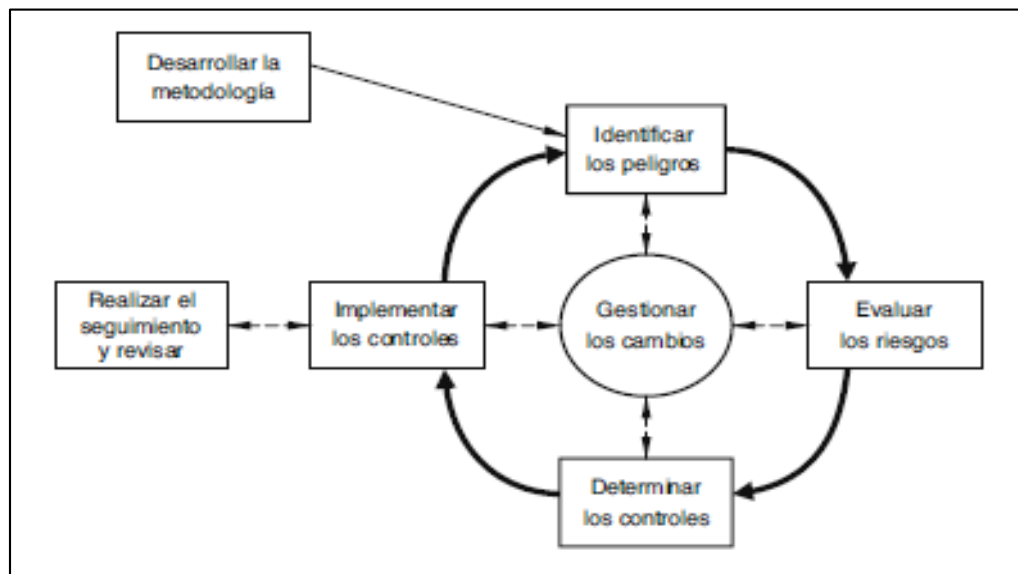 Desarrollar la
metodología
Identificar
los peligros
Realizar el
seguimiento
y revisar
Implementar
los controles
Gestionar
los cambios
Evaluar
los riesgos
Determinar
los controles